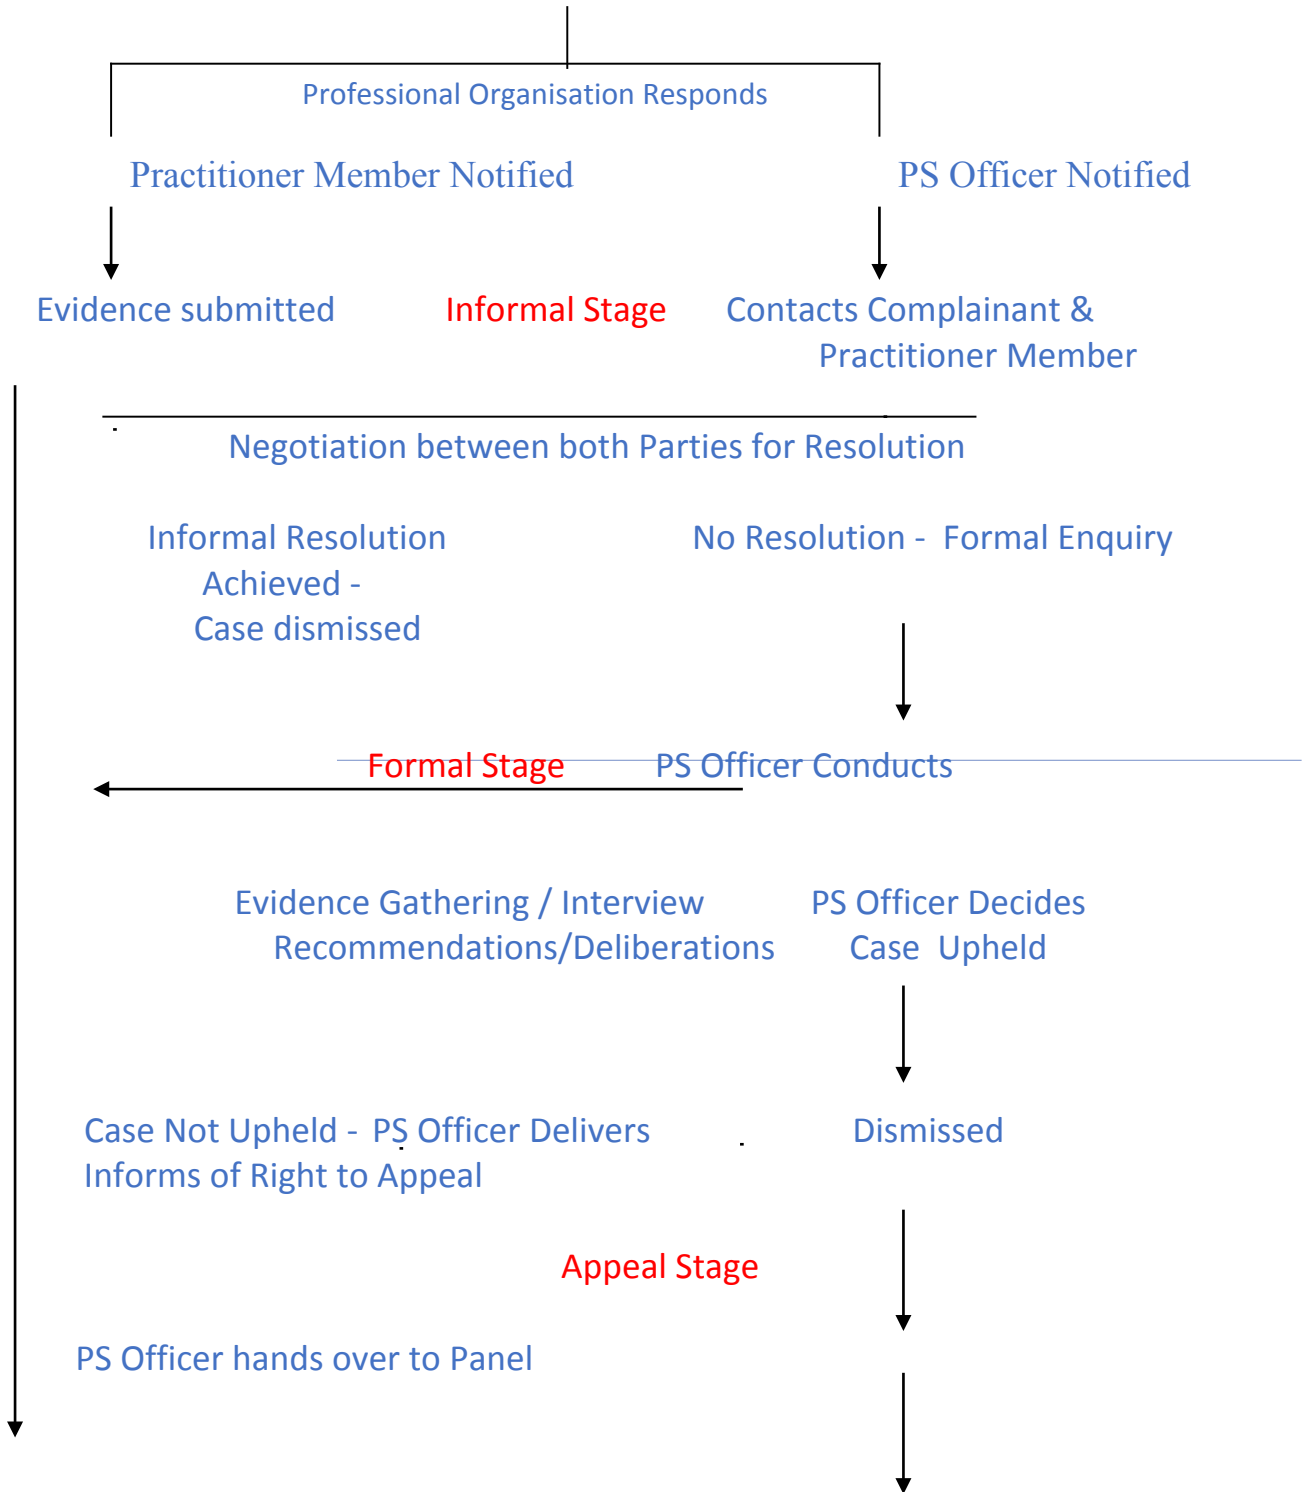 Professional Organisation Responds
Practitioner Member Notified PS Officer Notified
Evidence submitted Informal Stage Contacts Complainant &
Practitioner Member
Negotiation between both Parties for Resolution
Informal Resolution No Resolution - Formal Enquiry
Achieved -
Case dismissed
Formal Stage PS Officer Conducts
Evidence Gathering / Interview PS Officer Decides
Recommendations/Deliberations Case Upheld
Case Not Upheld - PS Officer Delivers Dismissed
Informs of Right to Appeal
Appeal Stage
PS Officer hands over to Panel